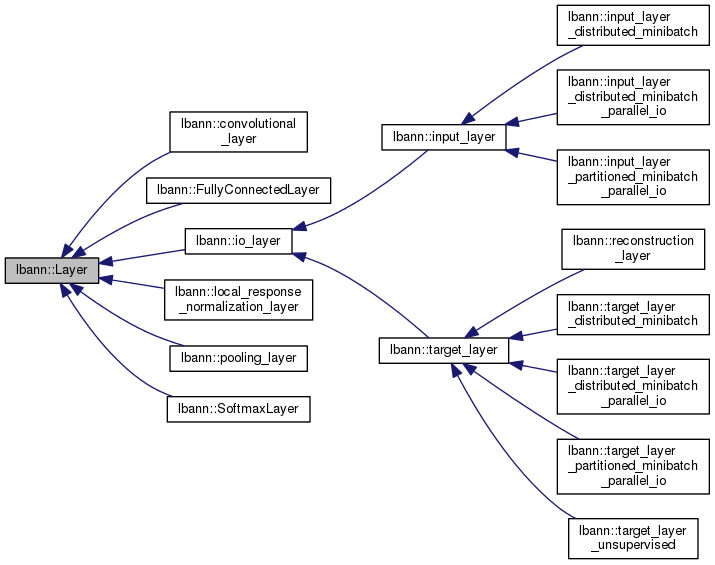 lbann::Layer
lbann::convolutional
_layer
lbann::FullyConnectedLayer
lbann::io_layer
lbann::local_response
_normalization_layer
lbann::pooling_layer
lbann::SoftmaxLayer
lbann::input_layer
lbann::target_layer
lbann::input_layer
_distributed_minibatch
lbann::input_layer
_distributed_minibatch
_parallel_io
lbann::input_layer
_partitioned_minibatch
_parallel_io
lbann::reconstruction
_layer
lbann::target_layer
_distributed_minibatch
lbann::target_layer
_distributed_minibatch
_parallel_io
lbann::target_layer
_partitioned_minibatch
_parallel_io
lbann::target_layer
_unsupervised